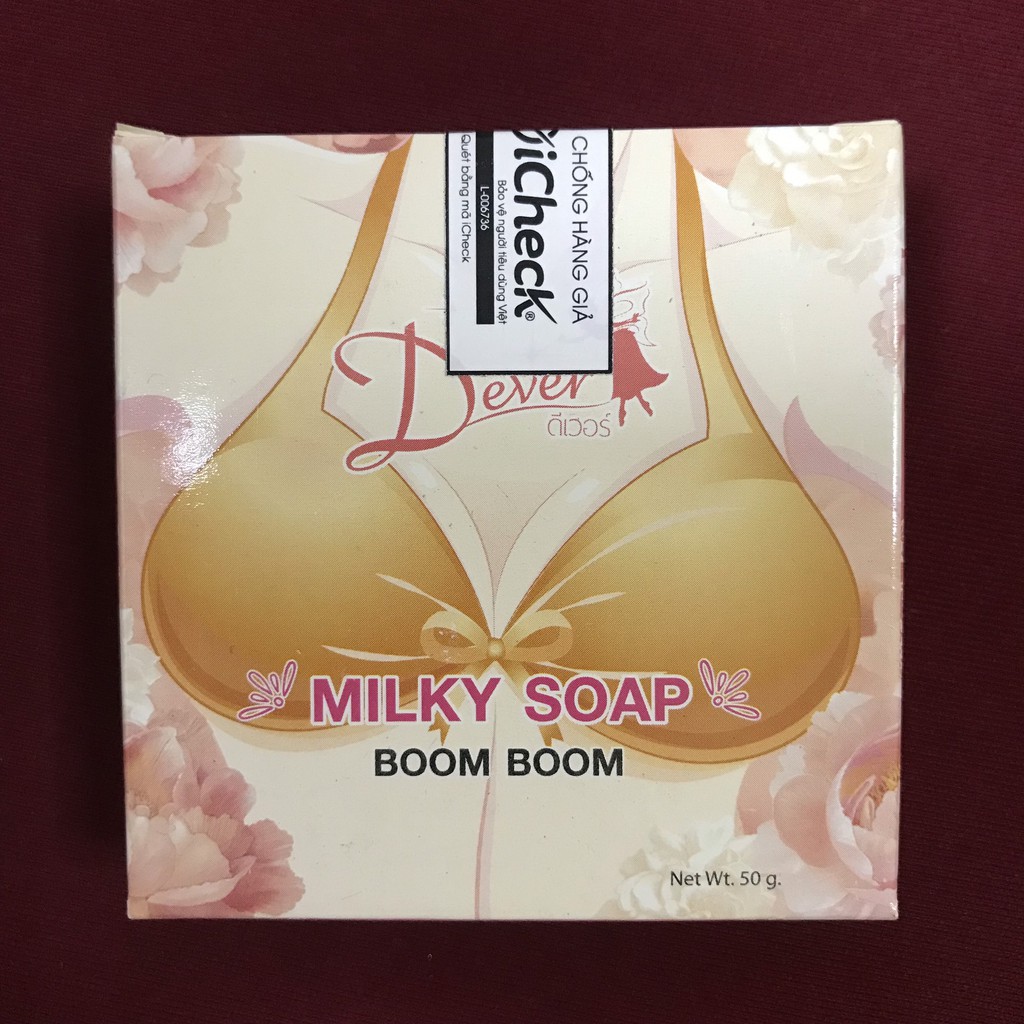 CHỐNG HÀNG GIẢ
iCheck®
Bảo vệ người tiêu dùng Việt
L-006736
Quét bằng mã iCheck
Dever
ดีเวอร์
MILKY SOAP
BOOM BOOM
Net Wt. 50 g.